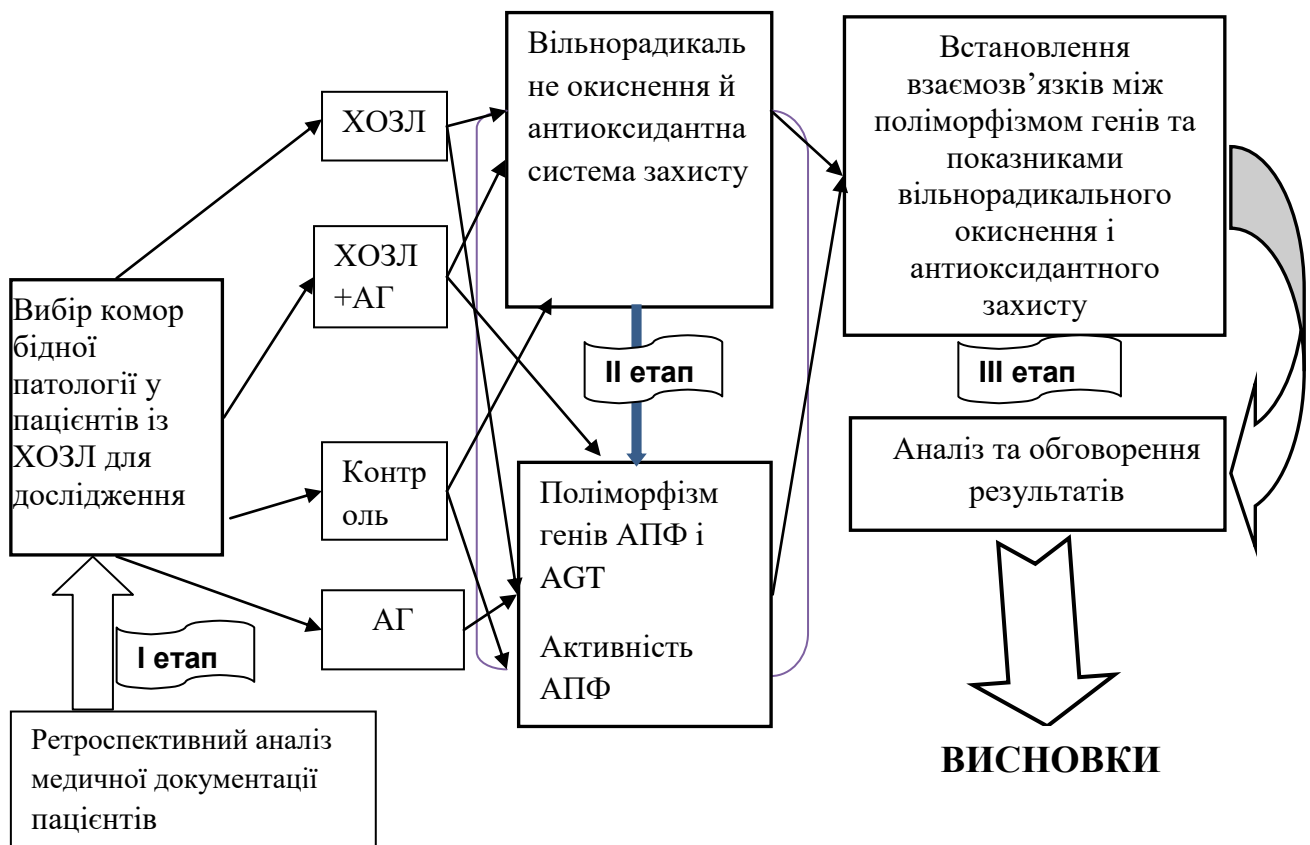 Ретроспективний аналіз
медичної документації
пацієнтів
І етап
Вибір комор
бідної
патології у
пацієнтів із
ХОЗЛ для
дослідження
ХОЗЛ
ХОЗЛ
+АГ
Контр
оль
АГ
Вільнорадикаль
не окиснення й
антиоксидантна
система захисту
ІІ етап
Поліморфізм
генів АПФ і
AGT
Активність
АПФ
Встановлення
взаємозв’язків між
поліморфізмом генів та
показниками
вільнорадикального
окиснення і
антиоксидантного
захисту
ІІІ етап
Аналіз та обговорення
результатів
ВИСНОВКИ